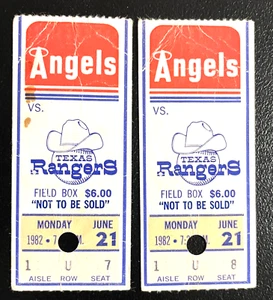 Angels
VS.
TEXAS
Rangers
FIELD BOX $6.00
"NOT TO BE SOLD"
MONDAY JUNE
1982 • 7: M. 21
1 U 7
AISLE ROW SEAT
Angels
VS.
TEXAS
Rangers
FIELD BOX $6.00
"NOT TO BE SOLD"
MONDAY JUNE
1982 • 7: M. 21
1 U 8
AISLE ROW SEAT